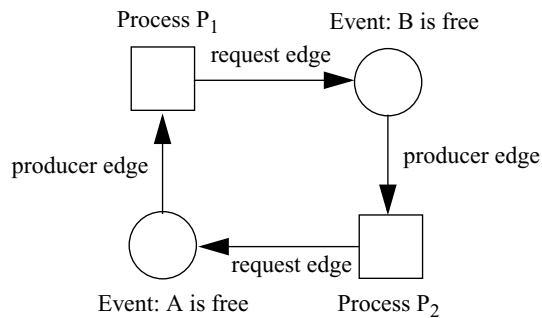 Process P1
Event: B is free
request edge
producer edge
producer edge
request edge
Event: A is free
Process P2